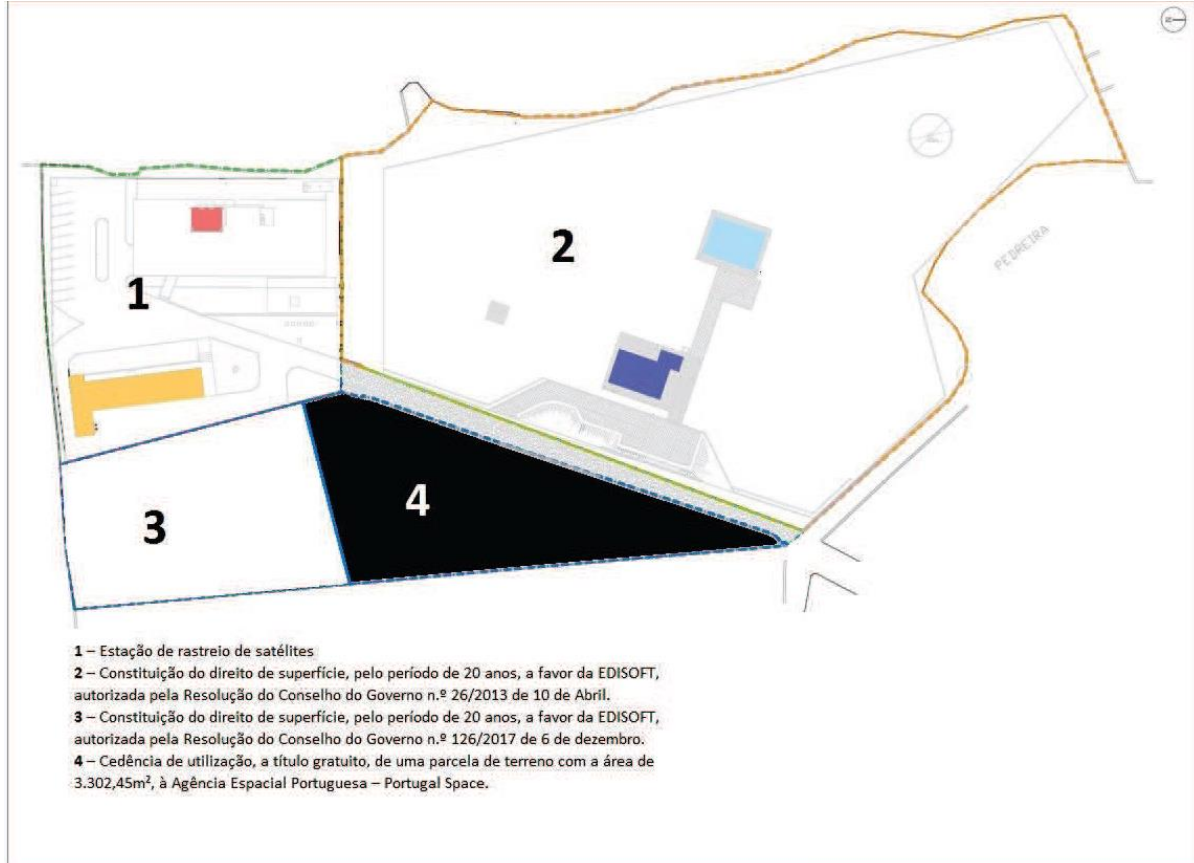 2
1
PEDREIRA
4
3
1 – Estação de rastreio de satélites
2 – Constituição do direito de superfície, pelo período de 20 anos, a favor da EDISOFT,
autorizada pela Resolução do Conselho do Governo n.º 26/2013 de 10 de Abril.
3 – Constituição do direito de superfície, pelo período de 20 anos, a favor da EDISOFT,
autorizada pela Resolução do Conselho do Governo n.º 126/2017 de 6 de dezembro.
4 – Cedência de utilização, a título gratuito, de uma parcela de terreno com a área de
3.302,45m², à Agência Espacial Portuguesa – Portugal Space.